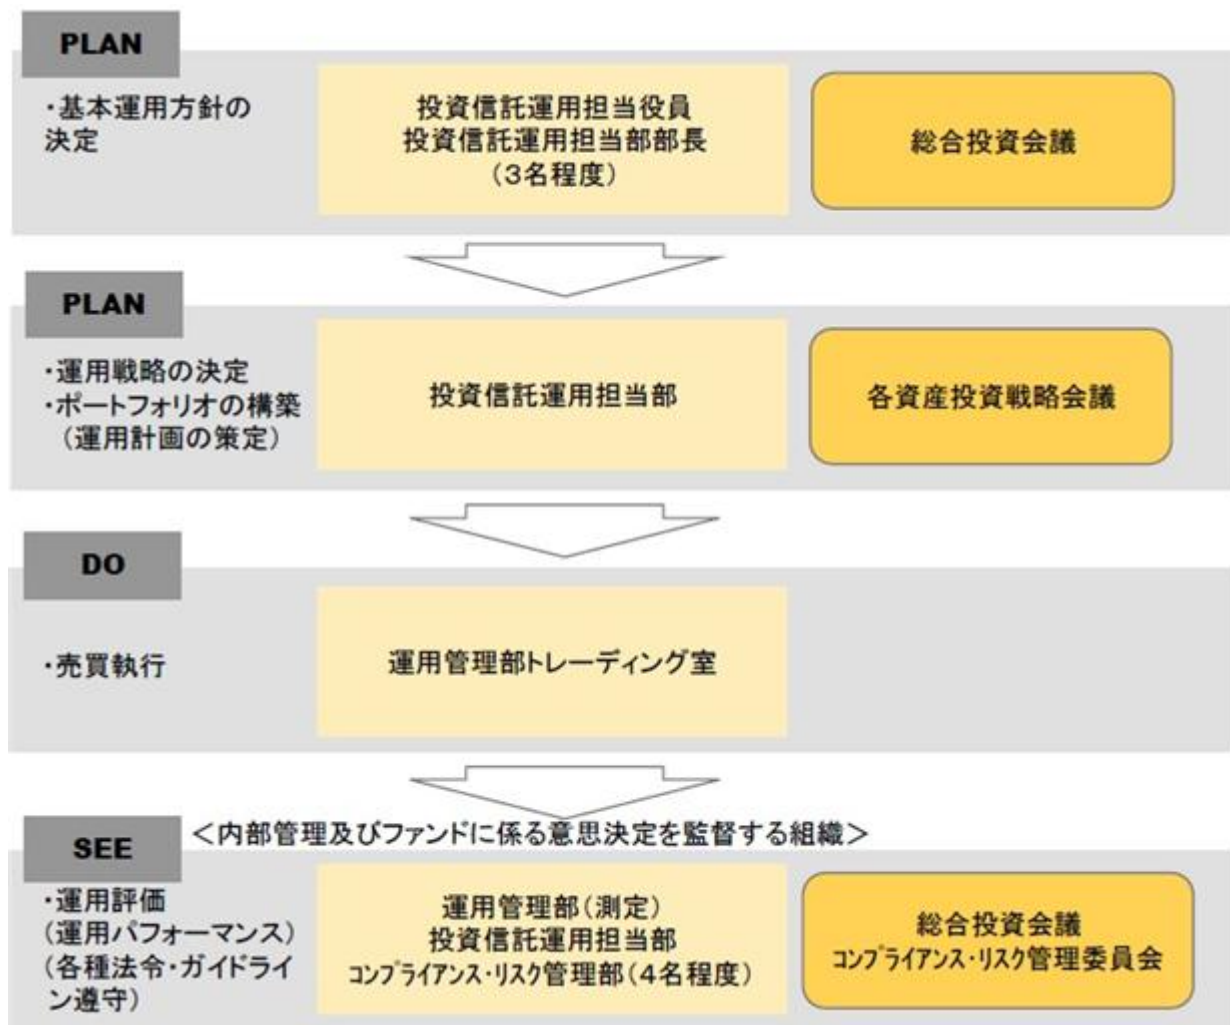 PLAN
・基本運用方針の
決定
投資信託運用担当役員
投資信託運用担当部部長
（3名程度）
総合投資会議
PLAN
・運用戦略の決定
・ポートフォリオの構築
（運用計画の策定）
投資信託運用担当部
各資産投資戦略会議
DO
・売買執行
運用管理部トレーディング室
SEE
＜内部管理及びファンドに係る意思決定を監督する組織＞
・運用評価
（運用パフォーマンス）
（各種法令・ガイドライ
ン遵守）
運用管理部（測定）
投資信託運用担当部
ｺﾝﾌﾟﾗｲｱﾝｽ・ﾘｽｸ管理部（4名程度）
総合投資会議
ｺﾝﾌﾟﾗｲｱﾝｽ・ﾘｽｸ管理委員会